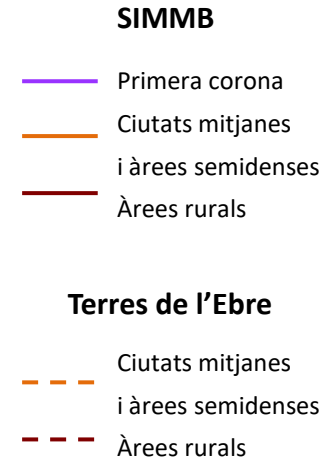 SIMMB
Primera corona
Ciutats mitjanes
i àrees semidenses
Àrees rurals
Terres de l’Ebre
Ciutats mitjanes
i àrees semidenses
Àrees rurals